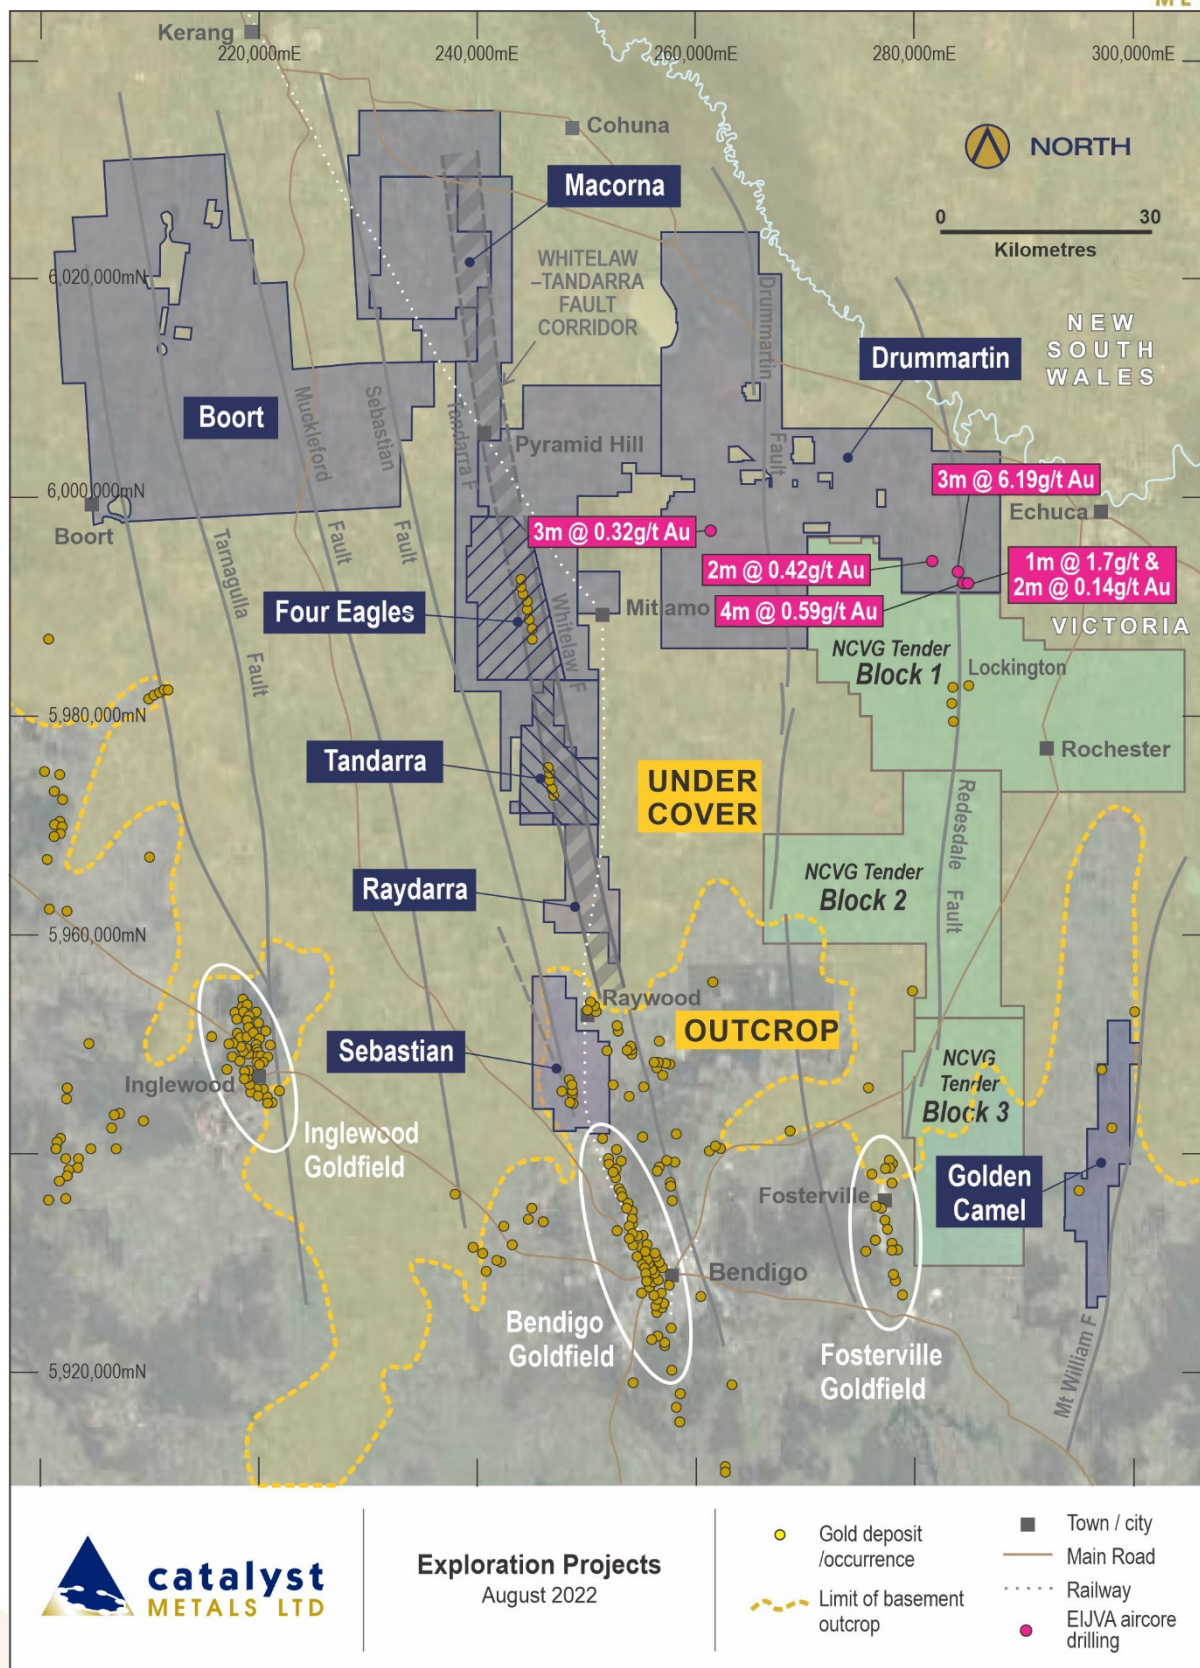 Kerang
220,000mE
240,000mE
260,000mE
280,000mE
300,000mE
Cohuna
NORTH
Macorna
0
30
Kilometres
WHITELAW
–TANDARRA
FAULT
CORRIDOR
6,020,000mN
Drummartin
Fault
NEW
SOUTH
WALES
Drummartin
Boort
Muckleford
Fault
Sebastian
Fault
Tandarra F
Pyramid Hill
3m @ 6.19g/t Au
6,000,000mN
Boort
Echuca
Tarnagulla
Fault
3m @ 0.32g/t Au
2m @ 0.42g/t Au
1m @ 1.7g/t &
2m @ 0.14g/t Au
4m @ 0.59g/t Au
Four Eagles
Whitelaw F
Mitiamo
VICTORIA
NCVG Tender
Block 1
Lockington
5,980,000mN
Tandarra
Rochester
UNDER
COVER
Redesdale
Fault
NCVG Tender
Block 2
Raydarra
5,960,000mN
Raywood
OUTCROP
Sebastian
NCVG
Tender
Block 3
Inglewood
Inglewood
Goldfield
Golden
Camel
Fosterville
Bendigo
Bendigo
Goldfield
Fosterville
Goldfield
5,920,000mN
Mt William F
catalyst
METALS LTD
Exploration Projects
August 2022
Gold deposit
/occurrence
Limit of basement
outcrop
Town / city
Main Road
Railway
EIJVA aircore
drilling